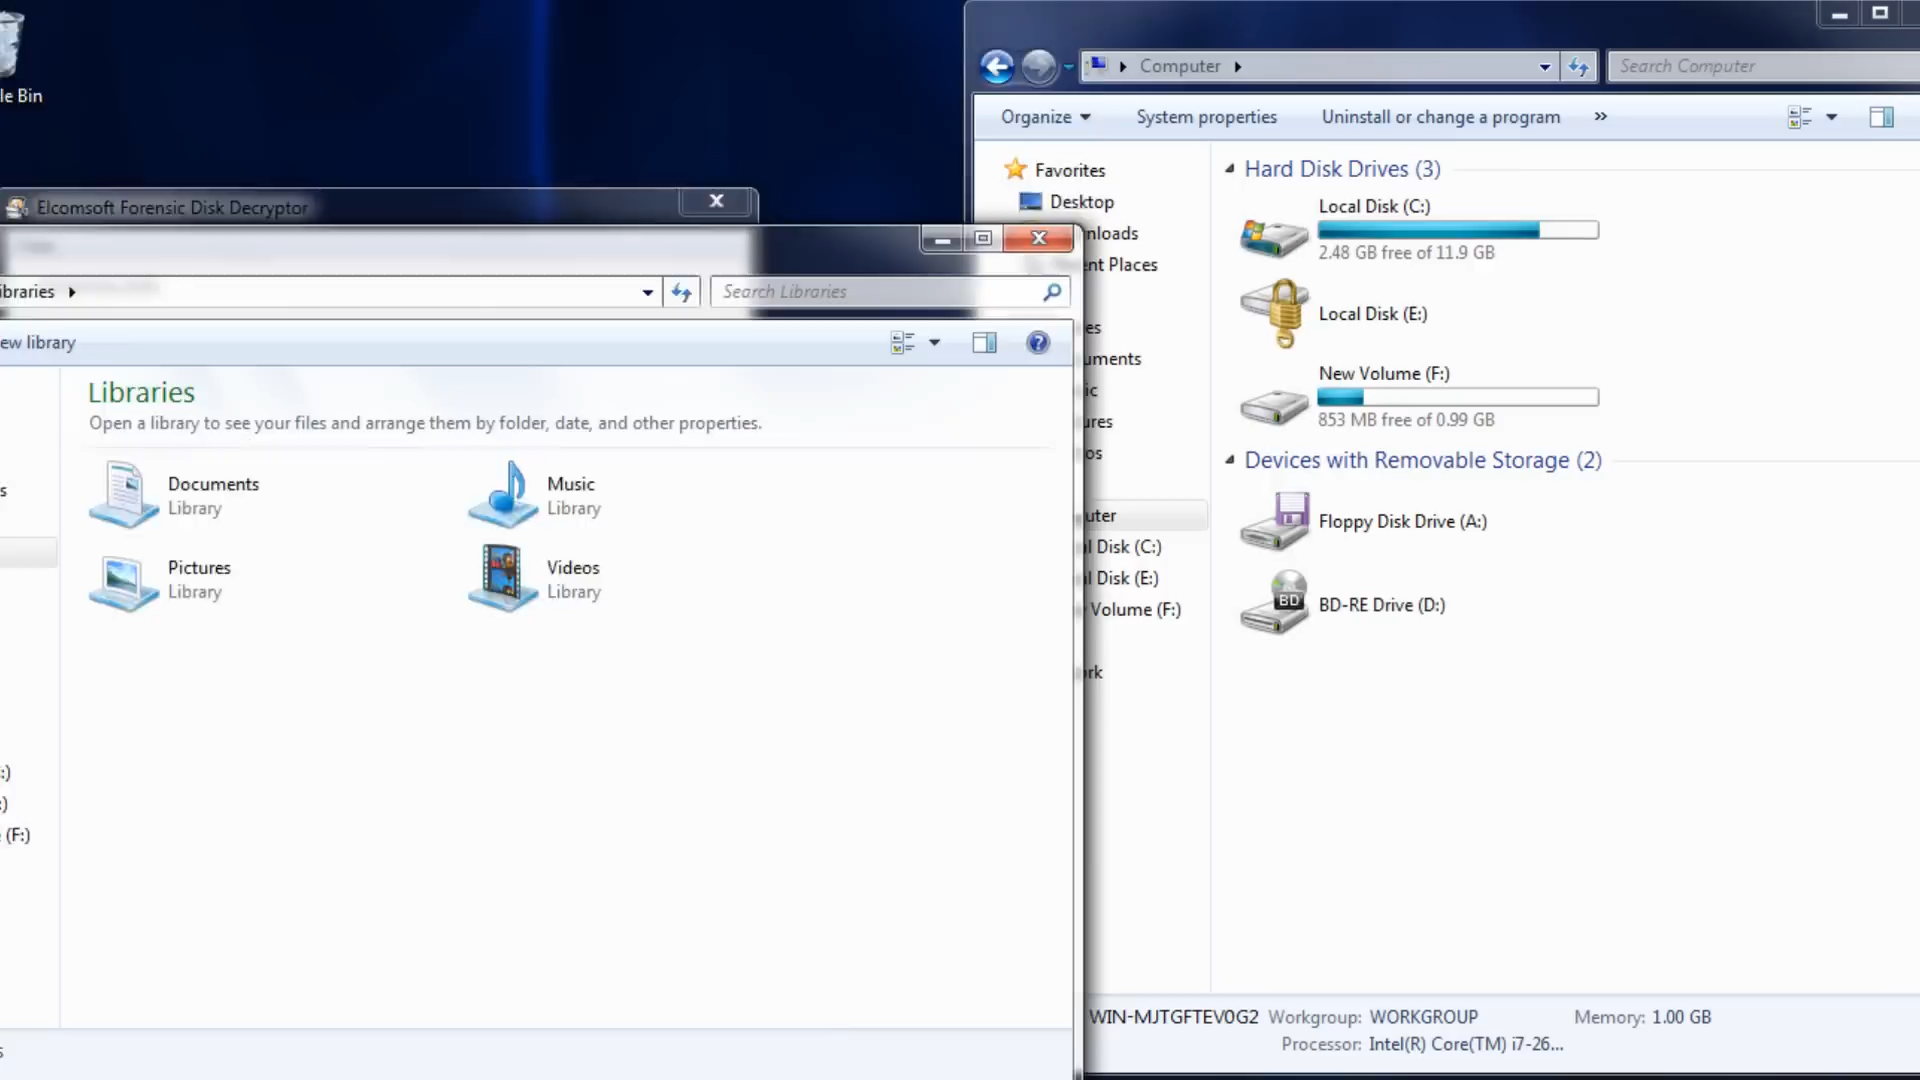 le Bin
Elcomsoft Forensic Disk Decryptor
ibraries
Search Libraries
ew library
Libraries
Open a library to see your files and arrange them by folder, date, and other properties.
Documents
Library
Music
Library
Pictures
Library
Videos
Library
s
:)
:)
(F:)
s
Computer
Search Computer
Organize
System properties
Uninstall or change a program
»
Favorites
Desktop
nloads
ent Places
es
uments
ic
ures
os
uter
l Disk (C:)
l Disk (E:)
Volume (F:)
rk
Hard Disk Drives (3)
Local Disk (C:)
2.48 GB free of 11.9 GB
Local Disk (E:)
New Volume (F:)
853 MB free of 0.99 GB
Devices with Removable Storage (2)
Floppy Disk Drive (A:)
BD
BD-RE Drive (D:)
WIN-MJTGFTEV0G2 Workgroup: WORKGROUP Memory: 1.00 GB
Processor: Intel(R) Core(TM) i7-26...